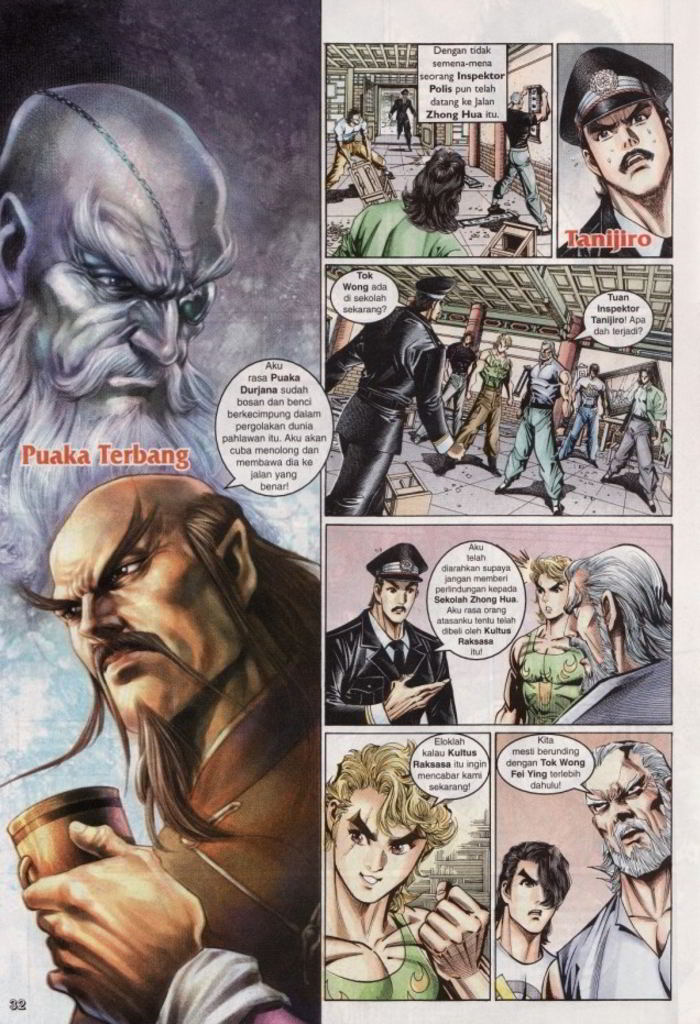 Puaka Terbang
Aku
rasa Puaka
Durjana sudah
bosan dan benci
berkecimpung dalam
pergolakan dunia
pahlawan itu. Aku akan
cuba menolong dan
membawa dia ke
jalan yang
benar!
Dengan tidak
semena-mena
seorang Inspektor
Polis pun telah
datang ke Jalan
Zhong Hua itu.
Tanijiro
Tok
Wong ada
di sekolah
sekarang?
Tuan
Inspektor
Tanijiro! Apa
dah terjadi?
Aku
telah
diarahkan supaya
jangan memberi
perlindungan kepada
Sekolah Zhong Hua.
Aku rasa orang
atasanku tentu telah
dibeli oleh Kultus
Raksasa
itu!
Eloklah
kalau Kultus
Raksasa itu ingin
mencabar kami
sekarang!
Kita
mesti berunding
dengan Tok Wong
Fei Ying terlebih
dahulu!
32